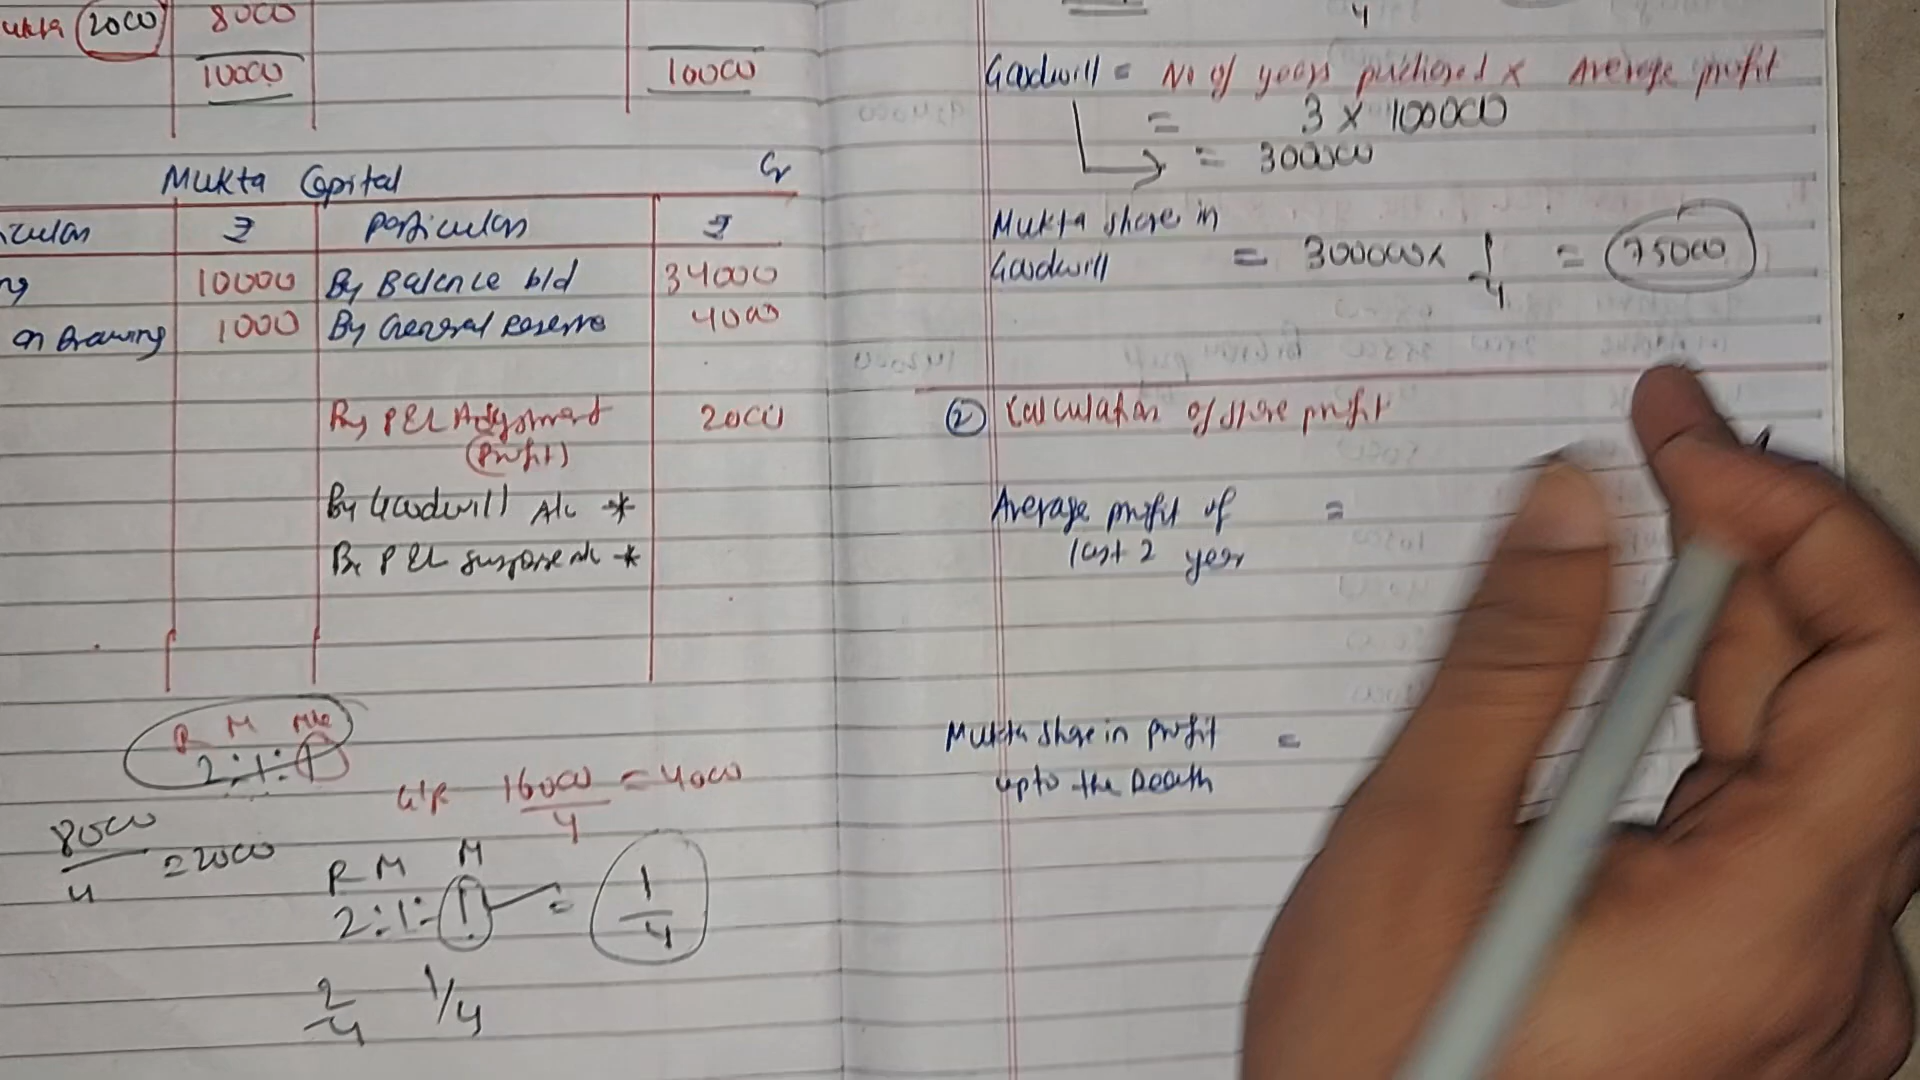 2000 8000
10000 10000
Mukta Capital Cr
₹ Particulars ₹
10000 By Balance b/d 34000
on Drawing 1000 By General Reserve 4000
By P&L Adjustment 2000
(Profit)
By Goodwill A/c *
By P&L suspense A/c *
R M Mkt
2:1:1
8000/4 = 2000
G/R 16000/4 = 4000
R M M
2:1:1 = 1/4
2/4 1/4
4
Goodwill = No of years purchased x Average profit
= 3 x 100000
= 300000
Mukta share in
Goodwill = 300000 x 1/4 = 75000
② Calculation of share profit
Average profit of =
last 2 year
Mukta share in profit =
upto the Death